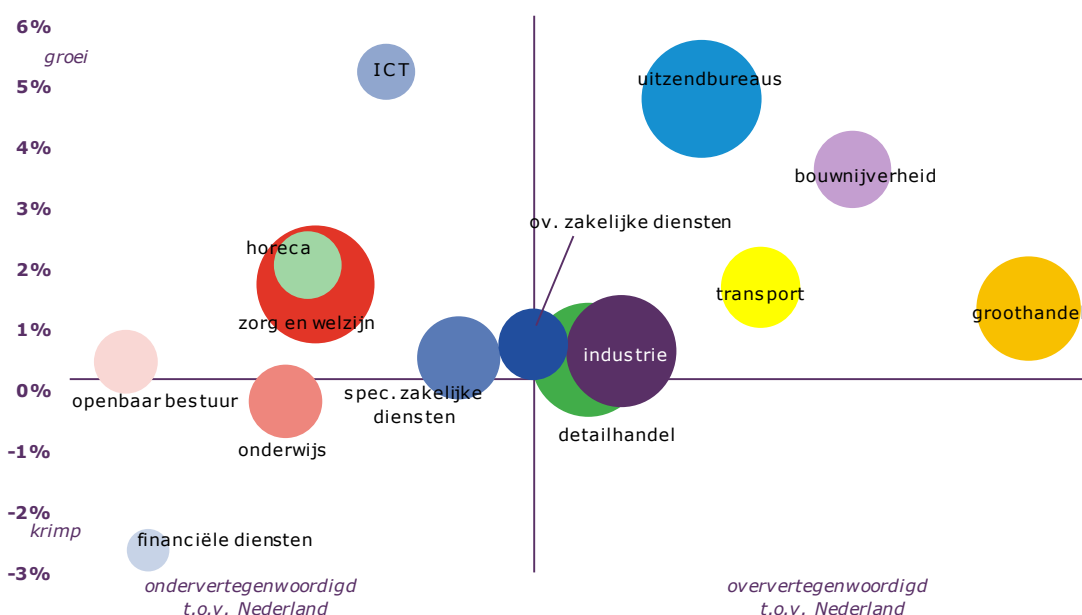 6%
groei
ICT
5%
uitzendbureaus
4%
bouwnijverheid
3%
ov. zakelijke diensten
horeca
2%
transport
groothandel
zorg en welzijn
1%
industrie
0%
openbaar bestuur
spec. zakelijke
diensten
detailhandel
onderwijs
-1%
-2%
krimp
financiële diensten
-3%
ondervertegenwoordigd
t.o.v. Nederland
oververtegenwoordigd
t.o.v. Nederland